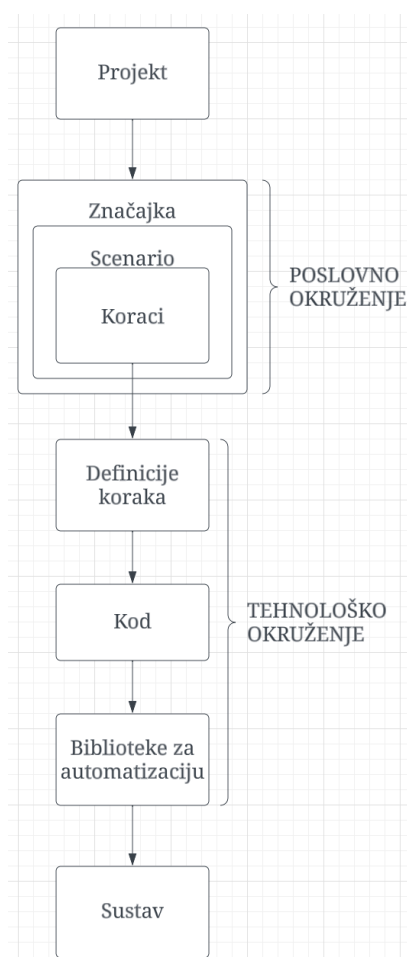 Projekt
Značajka
Scenario
Koraci
POSLOVNO
OKRUŽENJE
Definicije
koraka
Kod
TEHNOLOŠKO
OKRUŽENJE
Biblioteke za
automatizaciju
Sustav